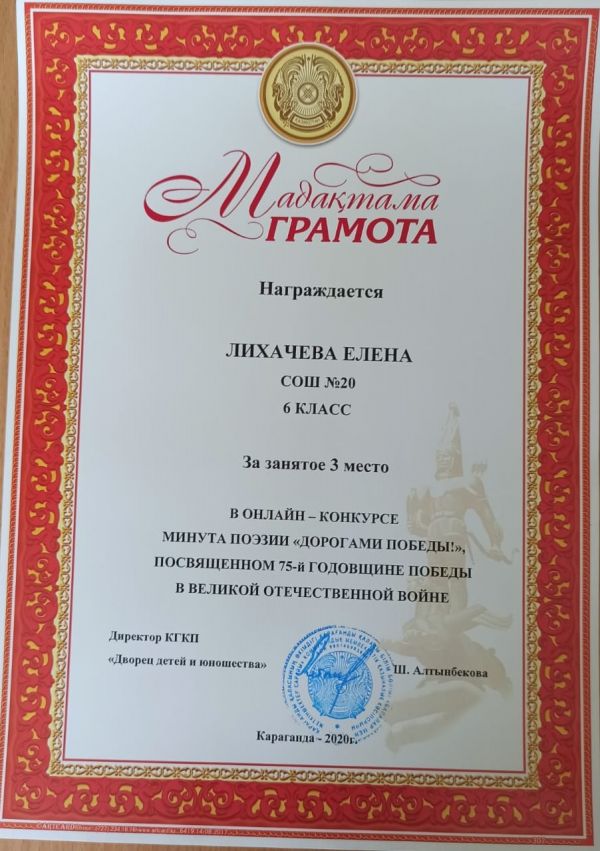 Мадақтама
ГРАМОТА
Награждается
ЛИХАЧЕВА ЕЛЕНА
СОШ №20
6 КЛАСС
За занятое 3 место
В ОНЛАЙН – КОНКУРСЕ
МИНУТА ПОЭЗИИ «ДОРОГАМИ ПОБЕДЫ!»,
ПОСВЯЩЕННОМ 75-й ГОДОВЩИНЕ ПОБЕДЫ
В ВЕЛИКОЙ ОТЕЧЕСТВЕННОЙ ВОЙНЕ
Директор КГКП
«Дворец детей и юношества»
Ш. Алтынбекова
Караганда - 2020г.